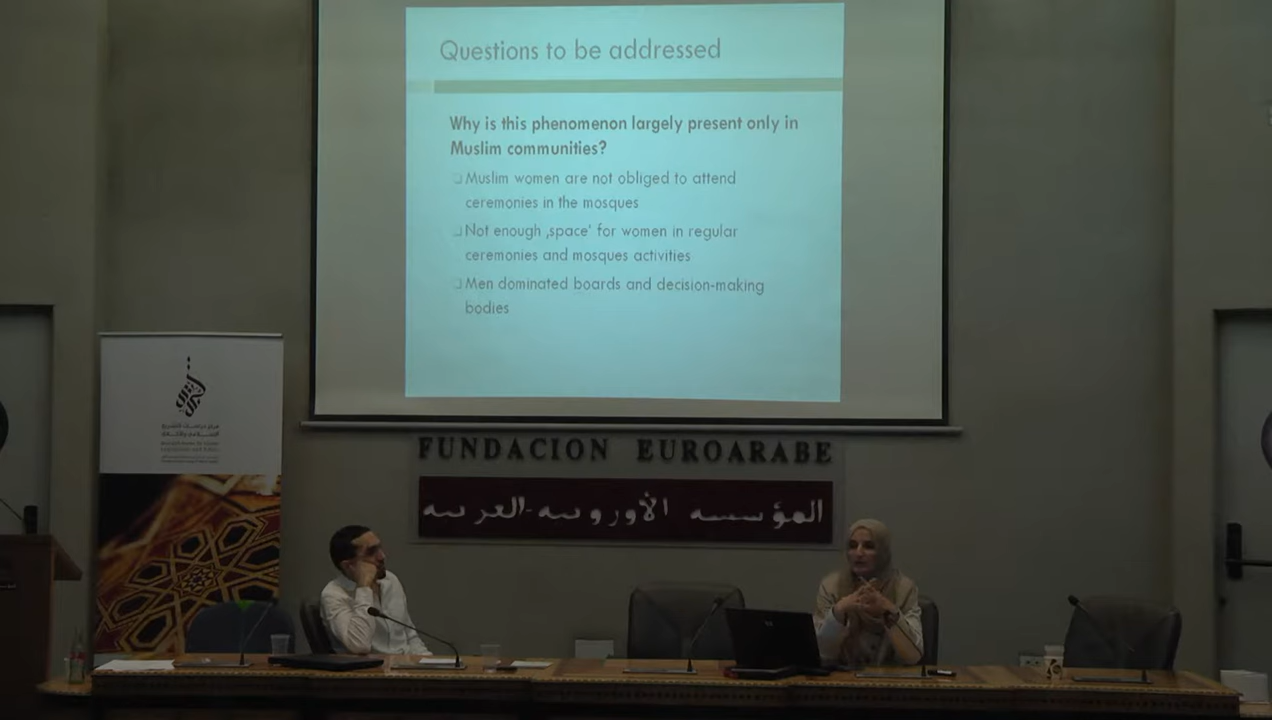 Questions to be addressed
Why is this phenomenon largely present only in
Muslim communities?
Muslim women are not obliged to attend
ceremonies in the mosques
Not enough ‚space' for women in regular
ceremonies and mosques activities
Men dominated boards and decision-making
bodies
FUNDACION EUROARABE
المؤسسة الأوروبية-العربية